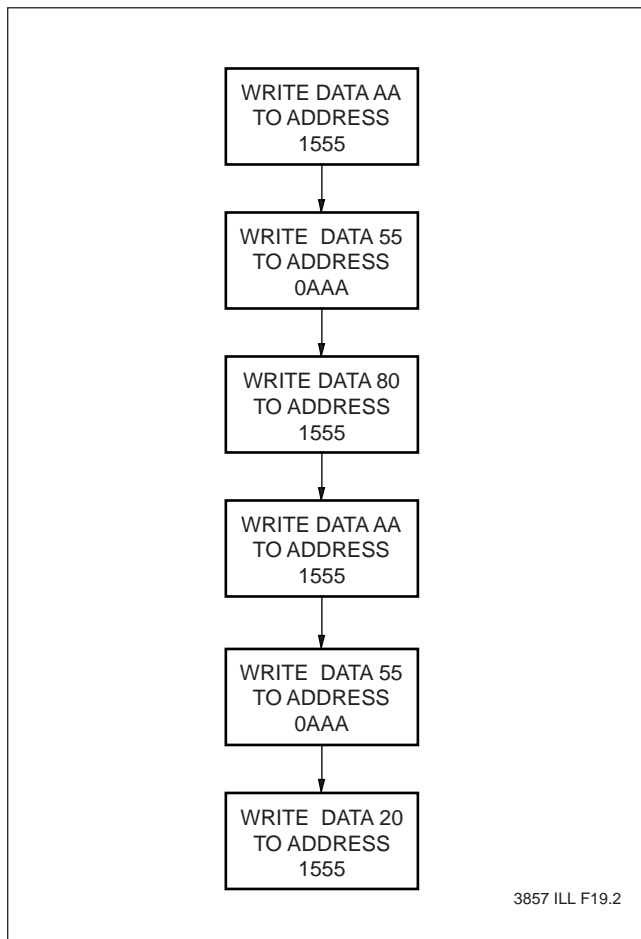 WRITE DATA AA
TO ADDRESS
1555
WRITE DATA 55
TO ADDRESS
0AAA
WRITE DATA 80
TO ADDRESS
1555
WRITE DATA AA
TO ADDRESS
1555
WRITE DATA 55
TO ADDRESS
0AAA
WRITE DATA 20
TO ADDRESS
1555
3857 ILL F19.2